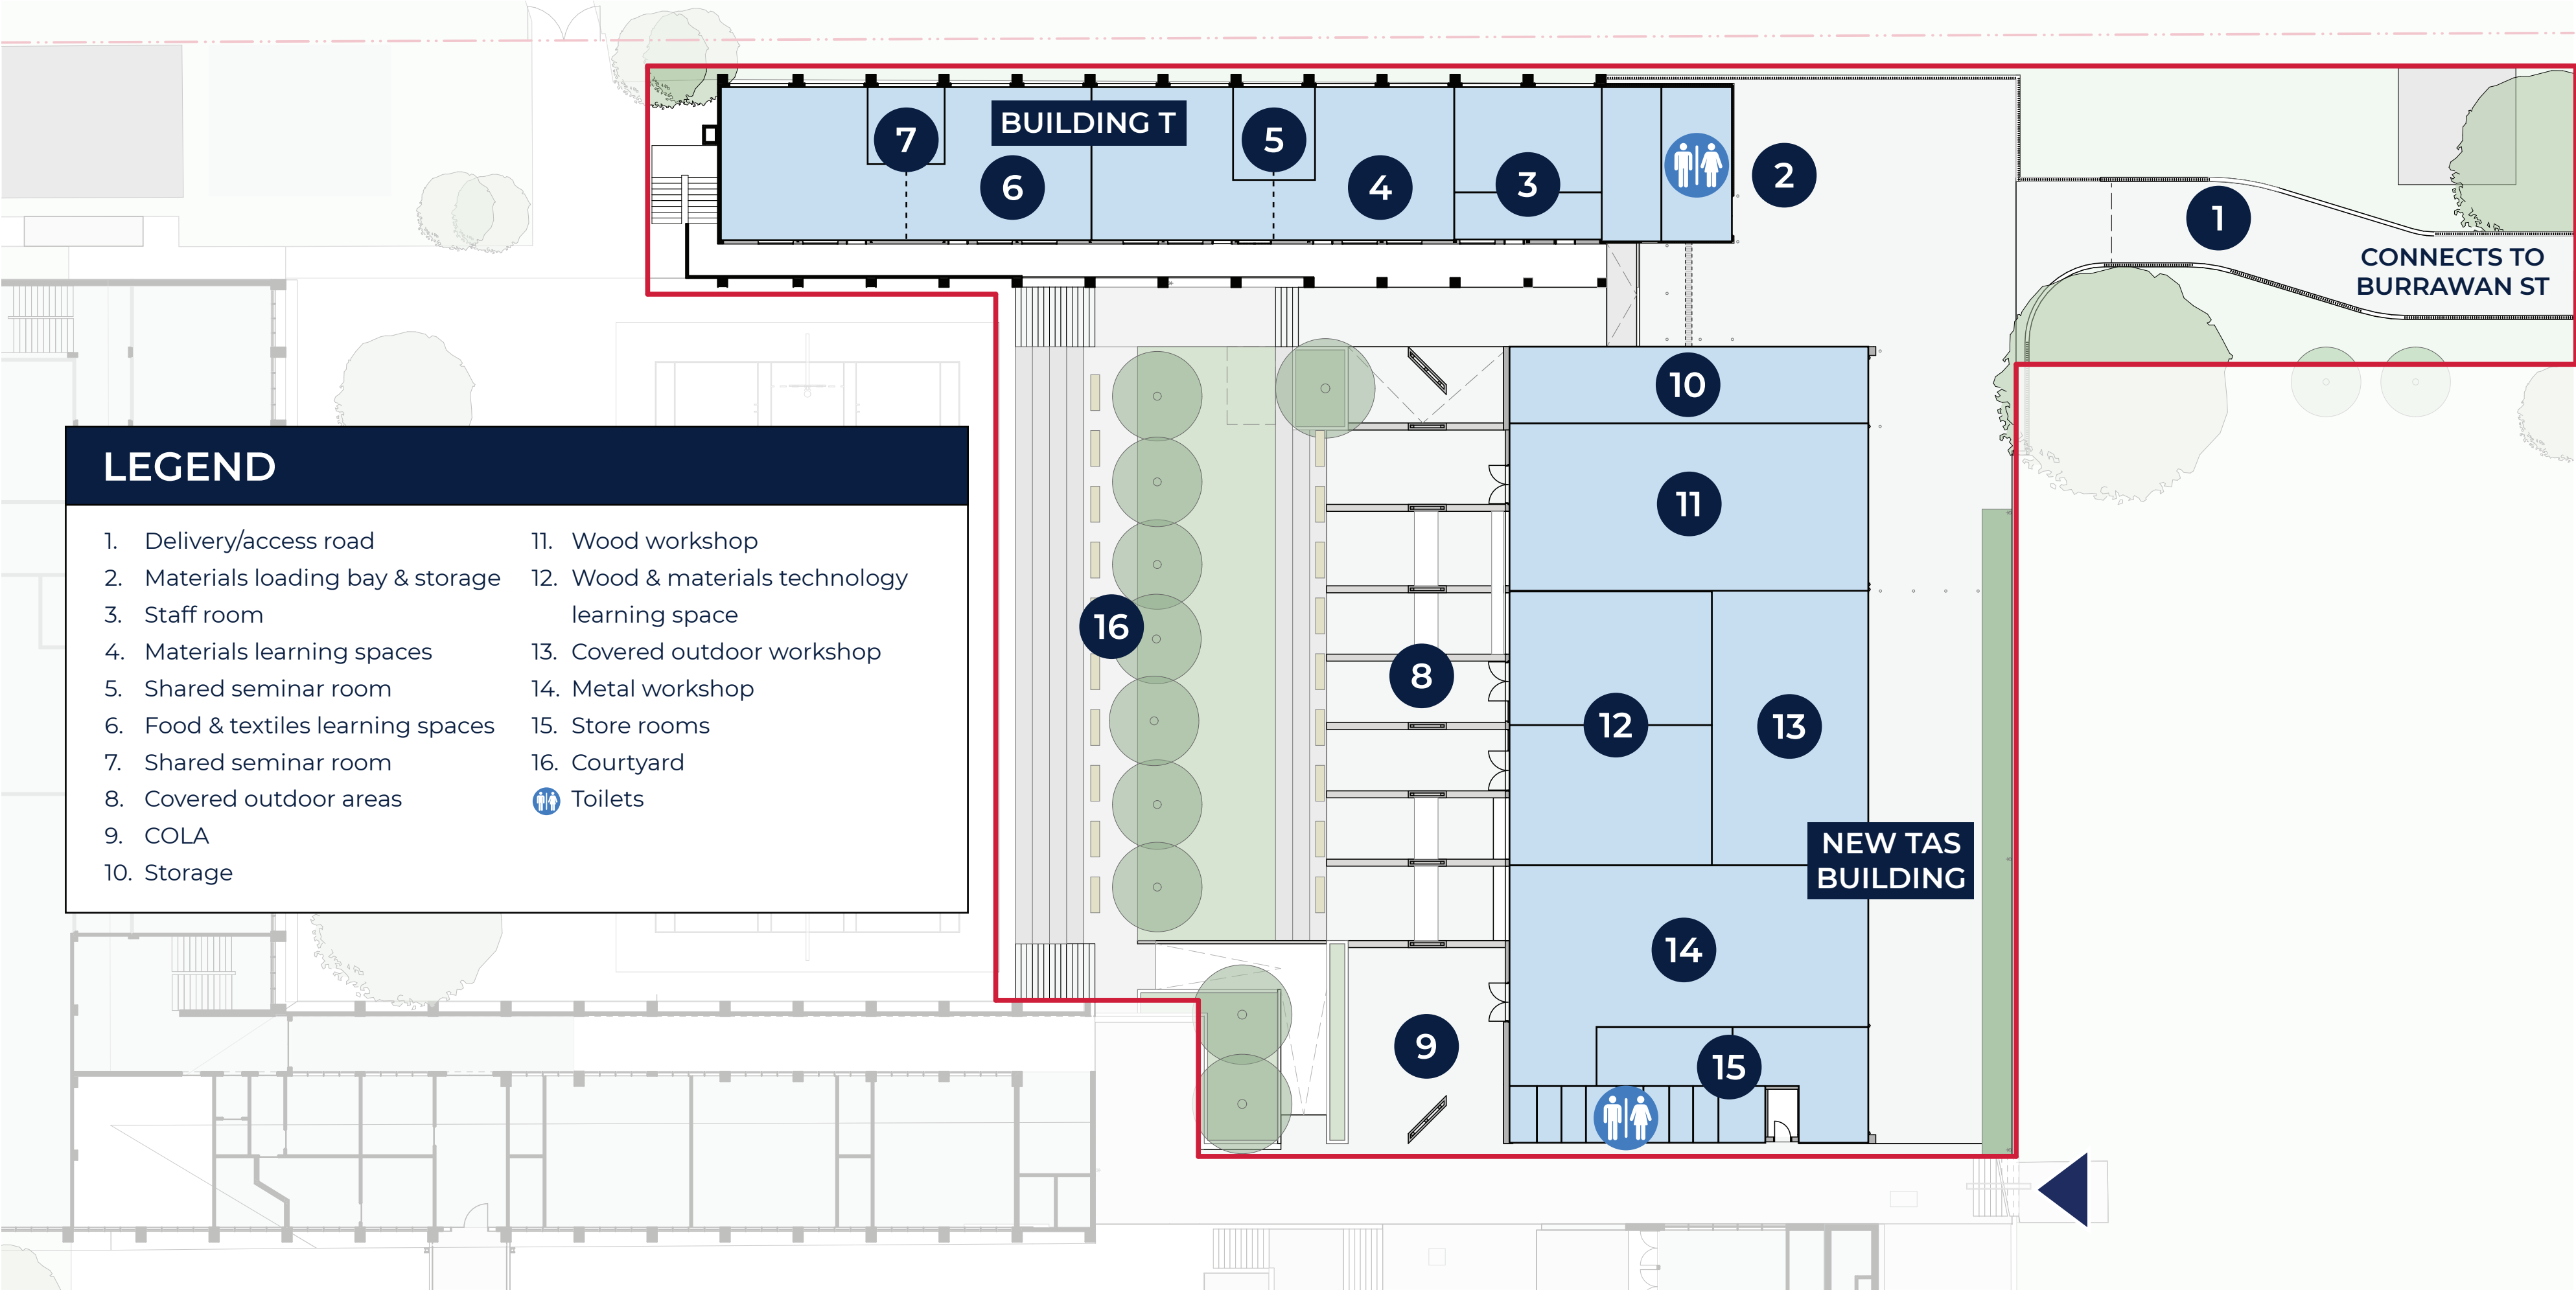 BUILDING T
7
5
6
4
3
2
1
CONNECTS TO
BURRAWAN ST
10
11
16
8
12
13
NEW TAS
BUILDING
14
9
15
LEGEND
1. Delivery/access road
2. Materials loading bay & storage
3. Staff room
4. Materials learning spaces
5. Shared seminar room
6. Food & textiles learning spaces
7. Shared seminar room
8. Covered outdoor areas
9. COLA
10. Storage
11. Wood workshop
12. Wood & materials technology
learning space
13. Covered outdoor workshop
14. Metal workshop
15. Store rooms
16. Courtyard
Toilets